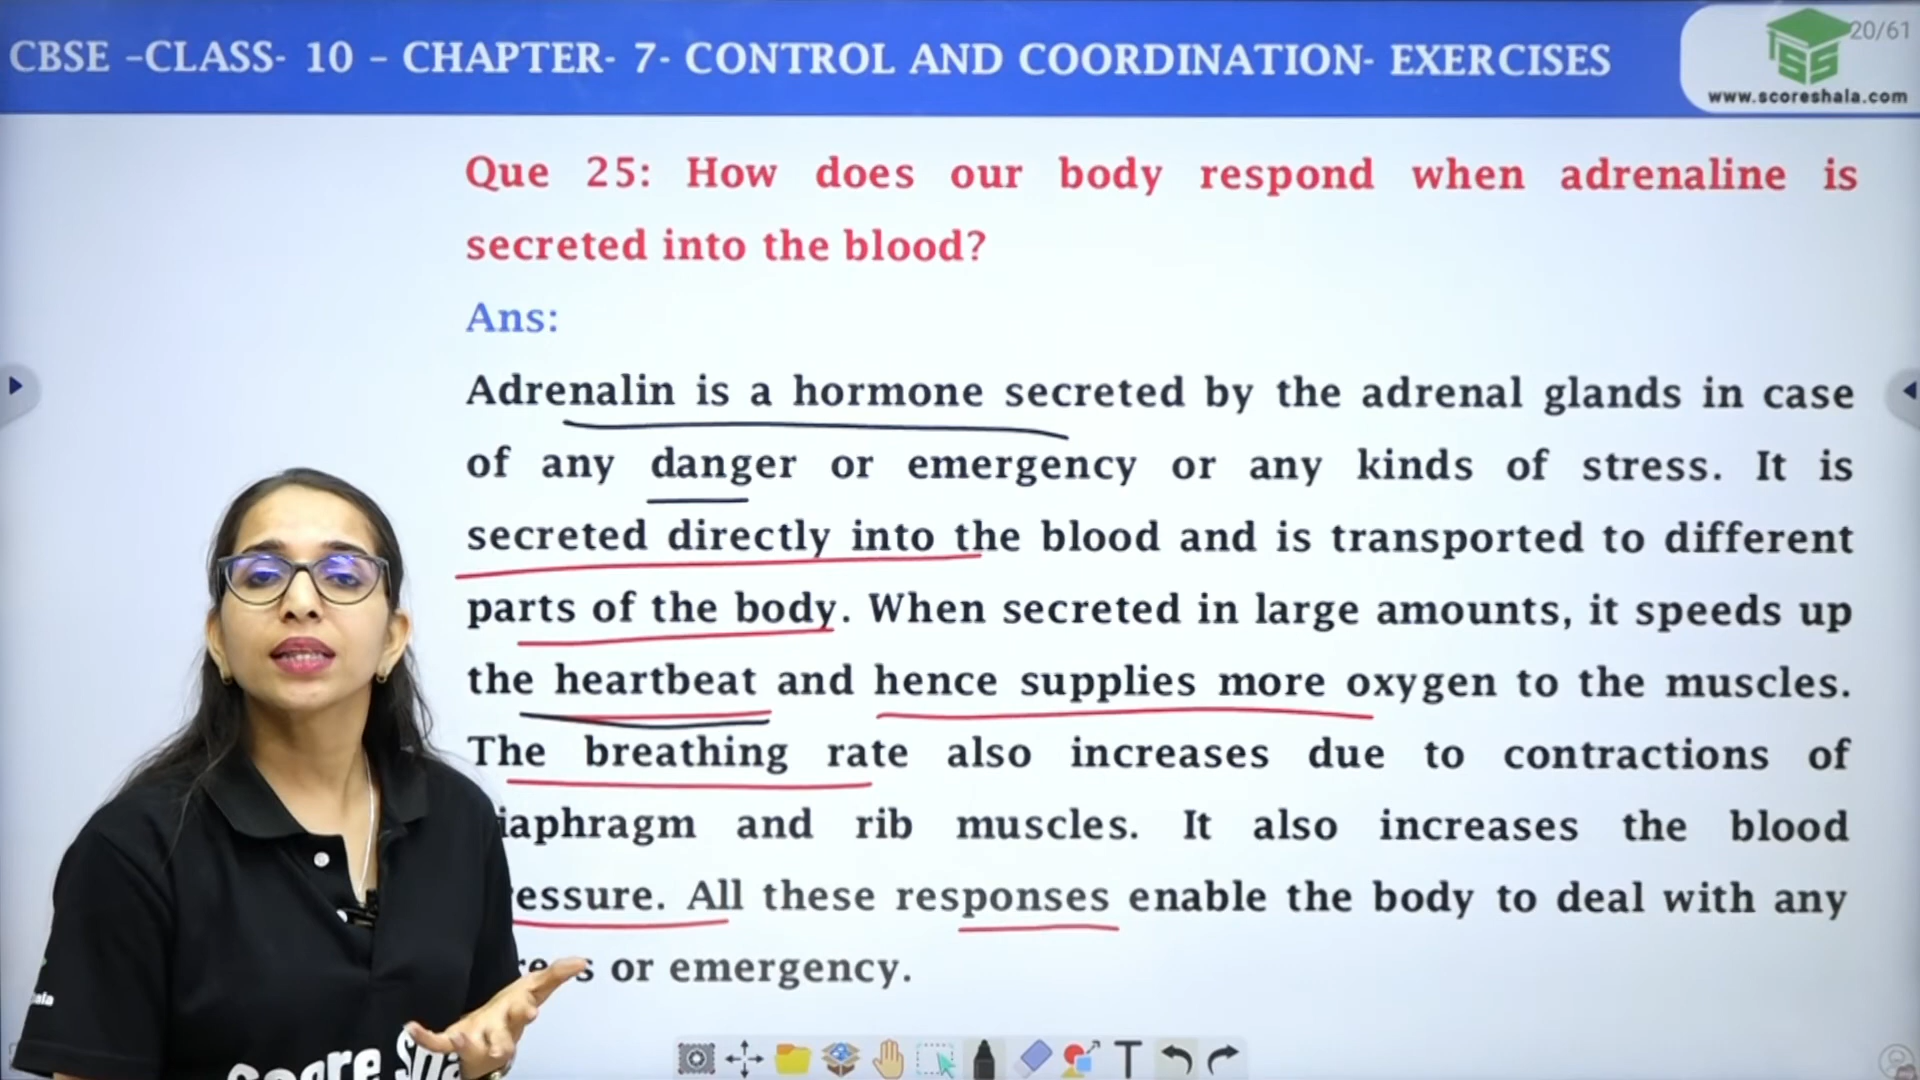 CBSE –CLASS- 10 – CHAPTER- 7- CONTROL AND COORDINATION- EXERCISES
20/61
SS
www.scoreshala.com
Que 25: How does our body respond when adrenaline is
secreted into the blood?
Ans:
Adrenalin is a hormone secreted by the adrenal glands in case
of any danger or emergency or any kinds of stress. It is
secreted directly into the blood and is transported to different
parts of the body. When secreted in large amounts, it speeds up
the heartbeat and hence supplies more oxygen to the muscles.
The breathing rate also increases due to contractions of
iaphragm and rib muscles. It also increases the blood
essure. All these responses enable the body to deal with any
or emergency.
T